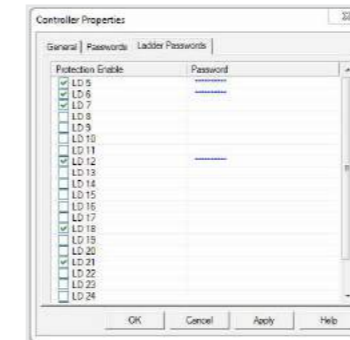 Controller Properties
General Passwords Ladder Passwords
Protection Enable Password
LD 5 **********
LD 6 **********
LD 7
LD 8
LD 9
LD 10
LD 11
LD 12 **********
LD 13
LD 14
LD 15
LD 16
LD 17
LD 18
LD 19
LD 20
LD 21
LD 22
LD 23
LD 24
OK Cancel Apply Help